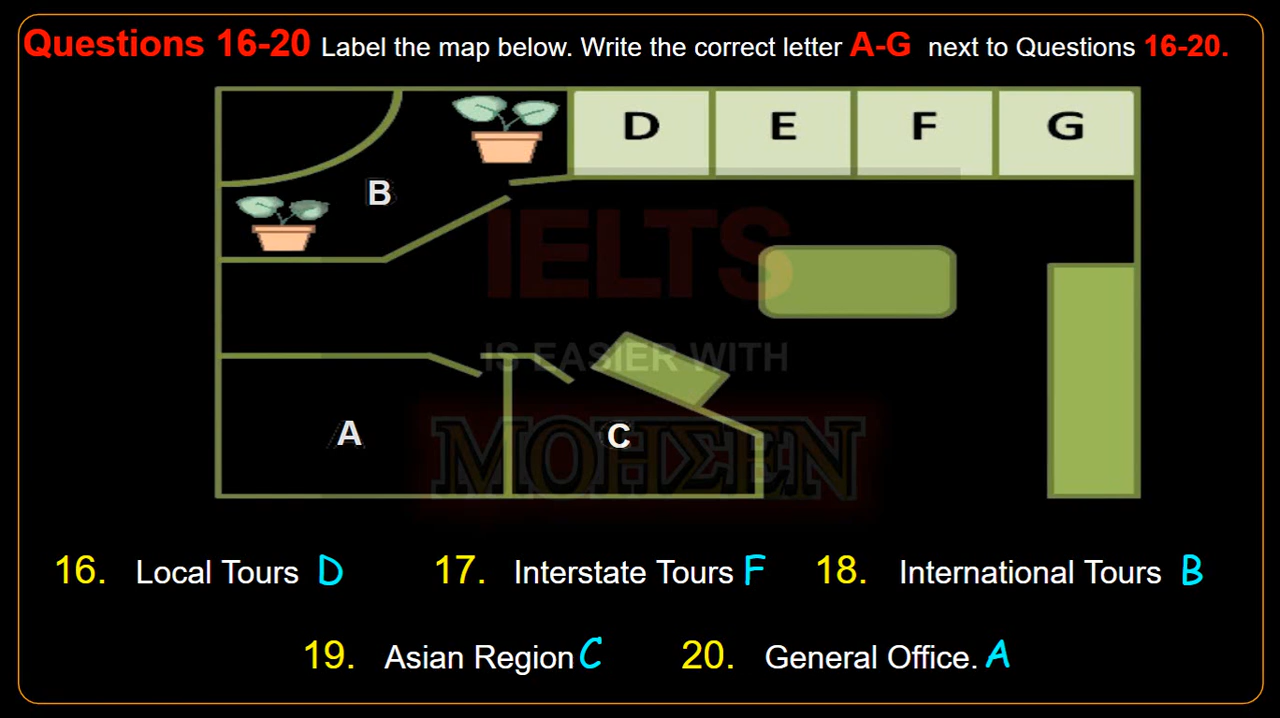 Questions 16-20 Label the map below. Write the correct letter A-G next to Questions 16-20.
D E F G
B
IELTS
IS EASIER WITH
A C
MOHΣEN
16. Local Tours D 17. Interstate Tours F 18. International Tours B
19. Asian Region C 20. General Office. A